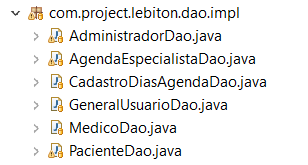 com.project.lebiton.dao.impl
AdministradorDao.java
AgendaEspecialistaDao.java
CadastroDiasAgendaDao.java
GeneralUsuarioDao.java
MedicoDao.java
PacienteDao.java